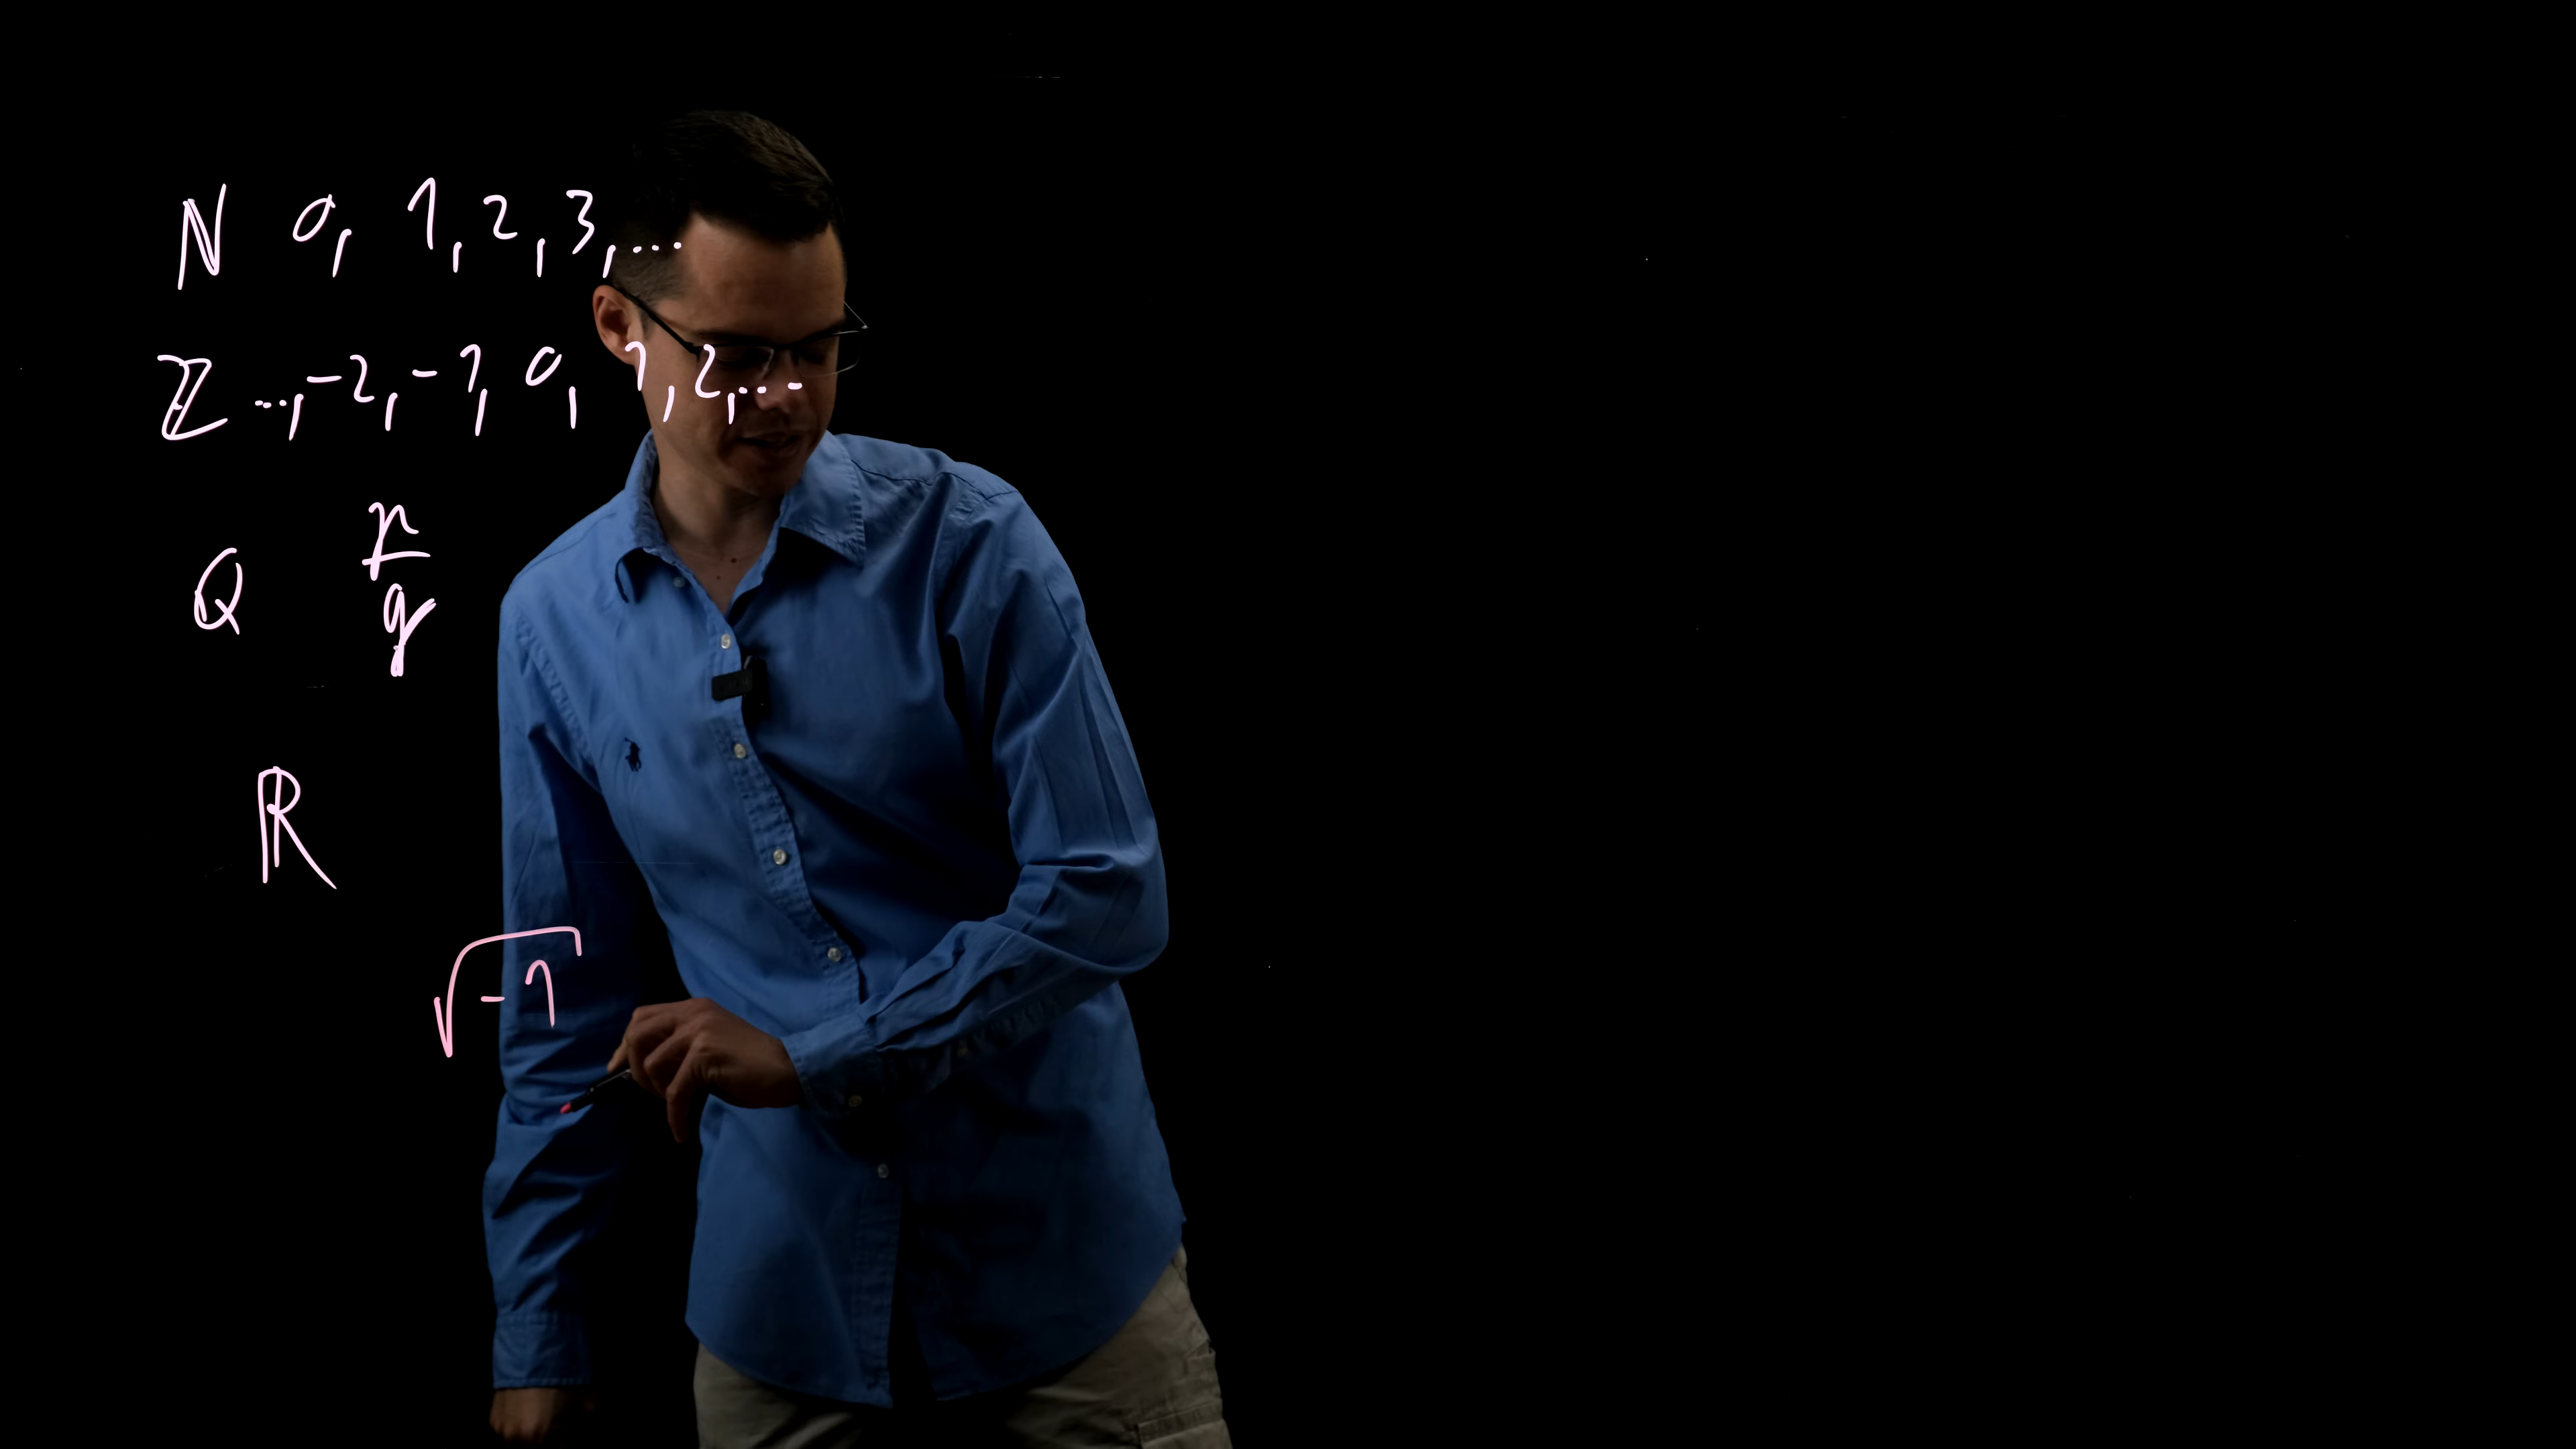 ℕ 0, 1, 2, 3, ...
ℤ ..., -2, -1, 0, 1, 2, ...
Q p/q
ℝ
√-1